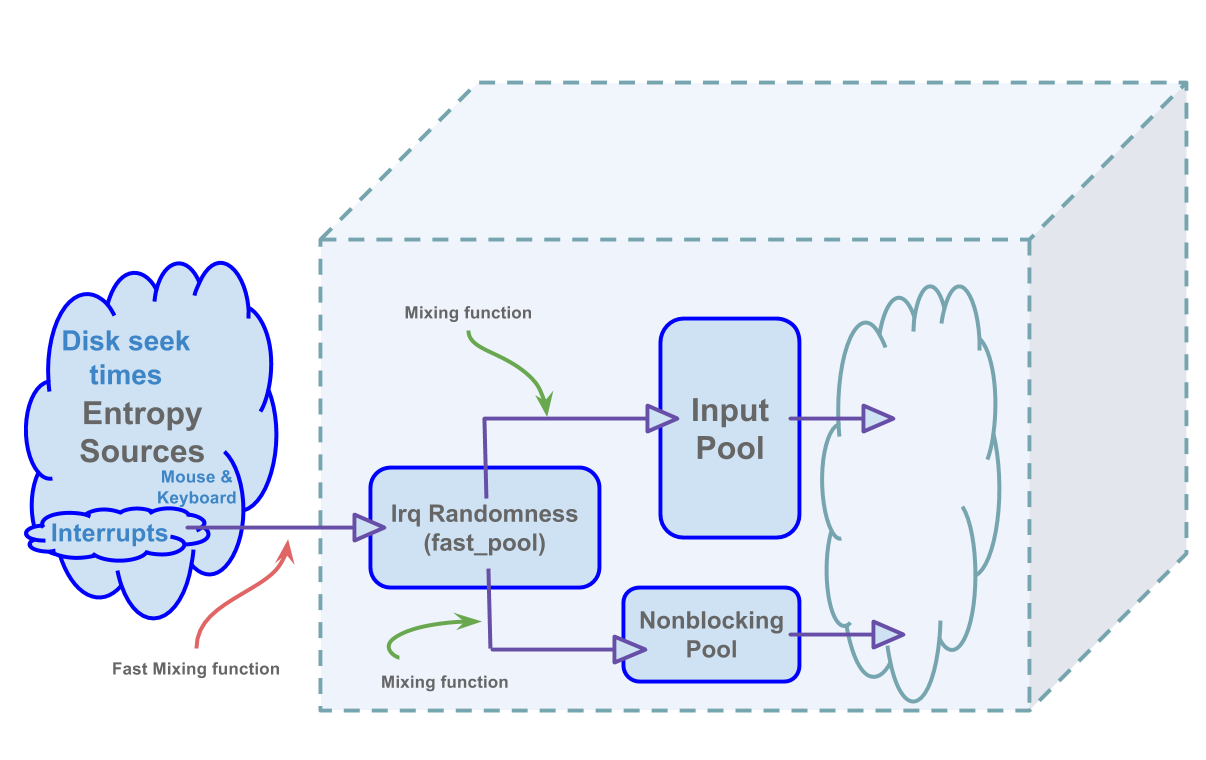 Disk seek
times
Entropy
Sources
Mouse &
Keyboard
Interrupts
Fast Mixing function
Mixing function
Irq Randomness
(fast_pool)
Mixing function
Input
Pool
Nonblocking
Pool